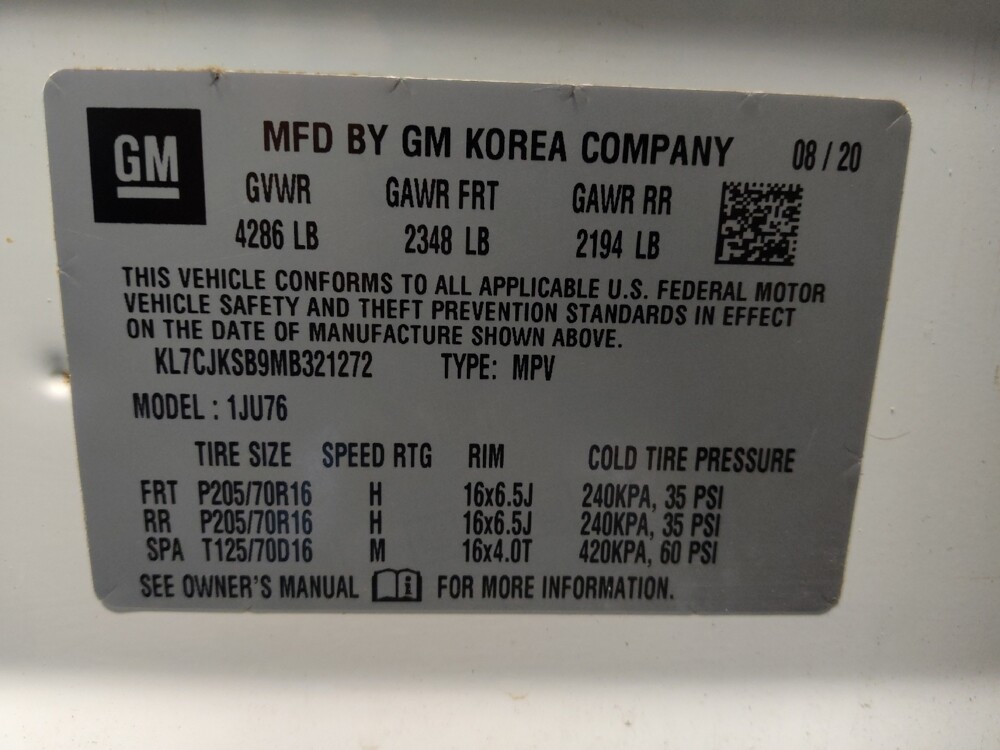 GM
MFD BY GM KOREA COMPANY 08 / 20
GVWR GAWR FRT GAWR RR
4286 LB 2348 LB 2194 LB
THIS VEHICLE CONFORMS TO ALL APPLICABLE U.S. FEDERAL MOTOR
VEHICLE SAFETY AND THEFT PREVENTION STANDARDS IN EFFECT
ON THE DATE OF MANUFACTURE SHOWN ABOVE.
KL7CJKSB9MB321272 TYPE: MPV
MODEL : 1JU76
TIRE SIZE SPEED RTG RIM COLD TIRE PRESSURE
FRT P205/70R16 H 16x6.5J 240KPA, 35 PSI
RR P205/70R16 H 16x6.5J 240KPA, 35 PSI
SPA T125/70D16 M 16x4.0T 420KPA, 60 PSI
SEE OWNER'S MANUAL i FOR MORE INFORMATION.